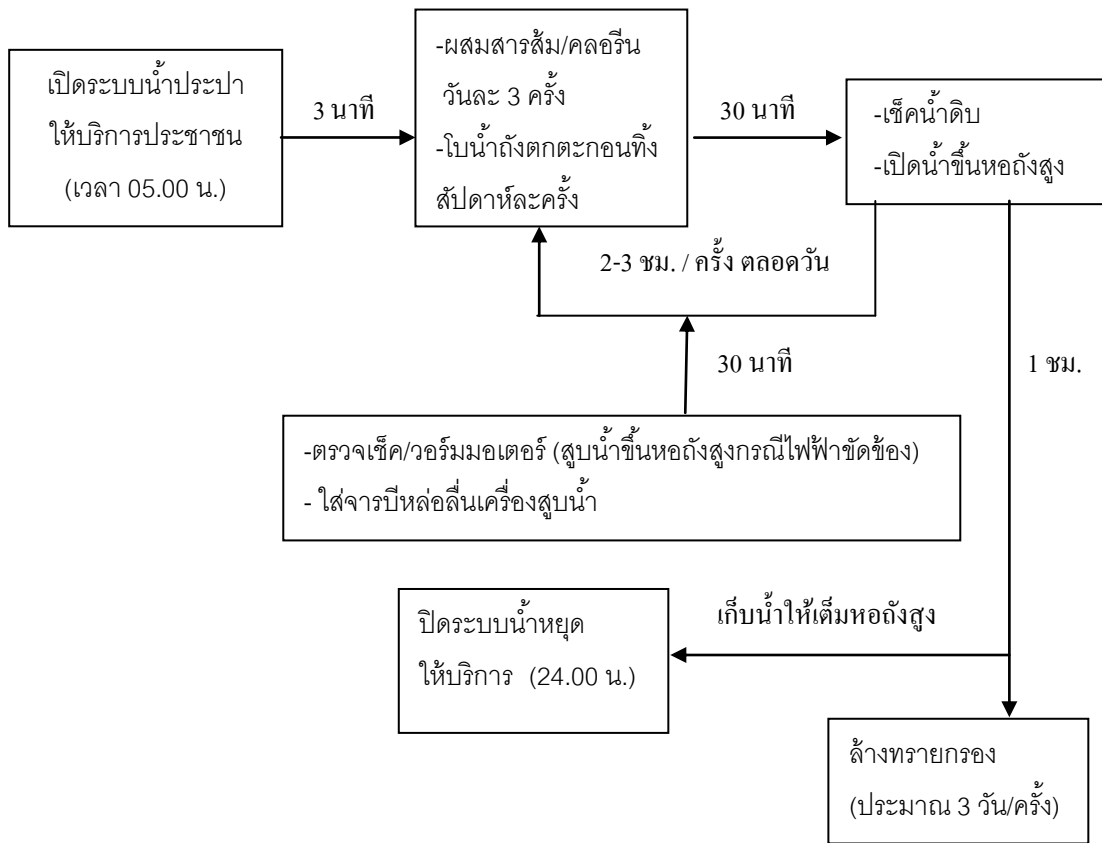 เปิดระบบน้ำประปา
ให้บริการประชาชน
(เวลา 05.00 น.)
3 นาที
-ผสมสารส้ม/คลอรีน
วันละ 3 ครั้ง
-โบน้ำถังตกตะกอนทิ้ง
สัปดาห์ละครั้ง
30 นาที
-เช็คน้ำดิบ
-เปิดน้ำขึ้นหอถังสูง
2-3 ชม. / ครั้ง ตลอดวัน
30 นาที
1 ชม.
-ตรวจเช็ค/วอร์มมอเตอร์ (สูบน้ำขึ้นหอถังสูงกรณีไฟฟ้าขัดข้อง)
- ใส่จารบีหล่อลื่นเครื่องสูบน้ำ
เก็บน้ำให้เต็มหอถังสูง
ปิดระบบน้ำหยุด
ให้บริการ (24.00 น.)
ล้างทรายกรอง
(ประมาณ 3 วัน/ครั้ง)